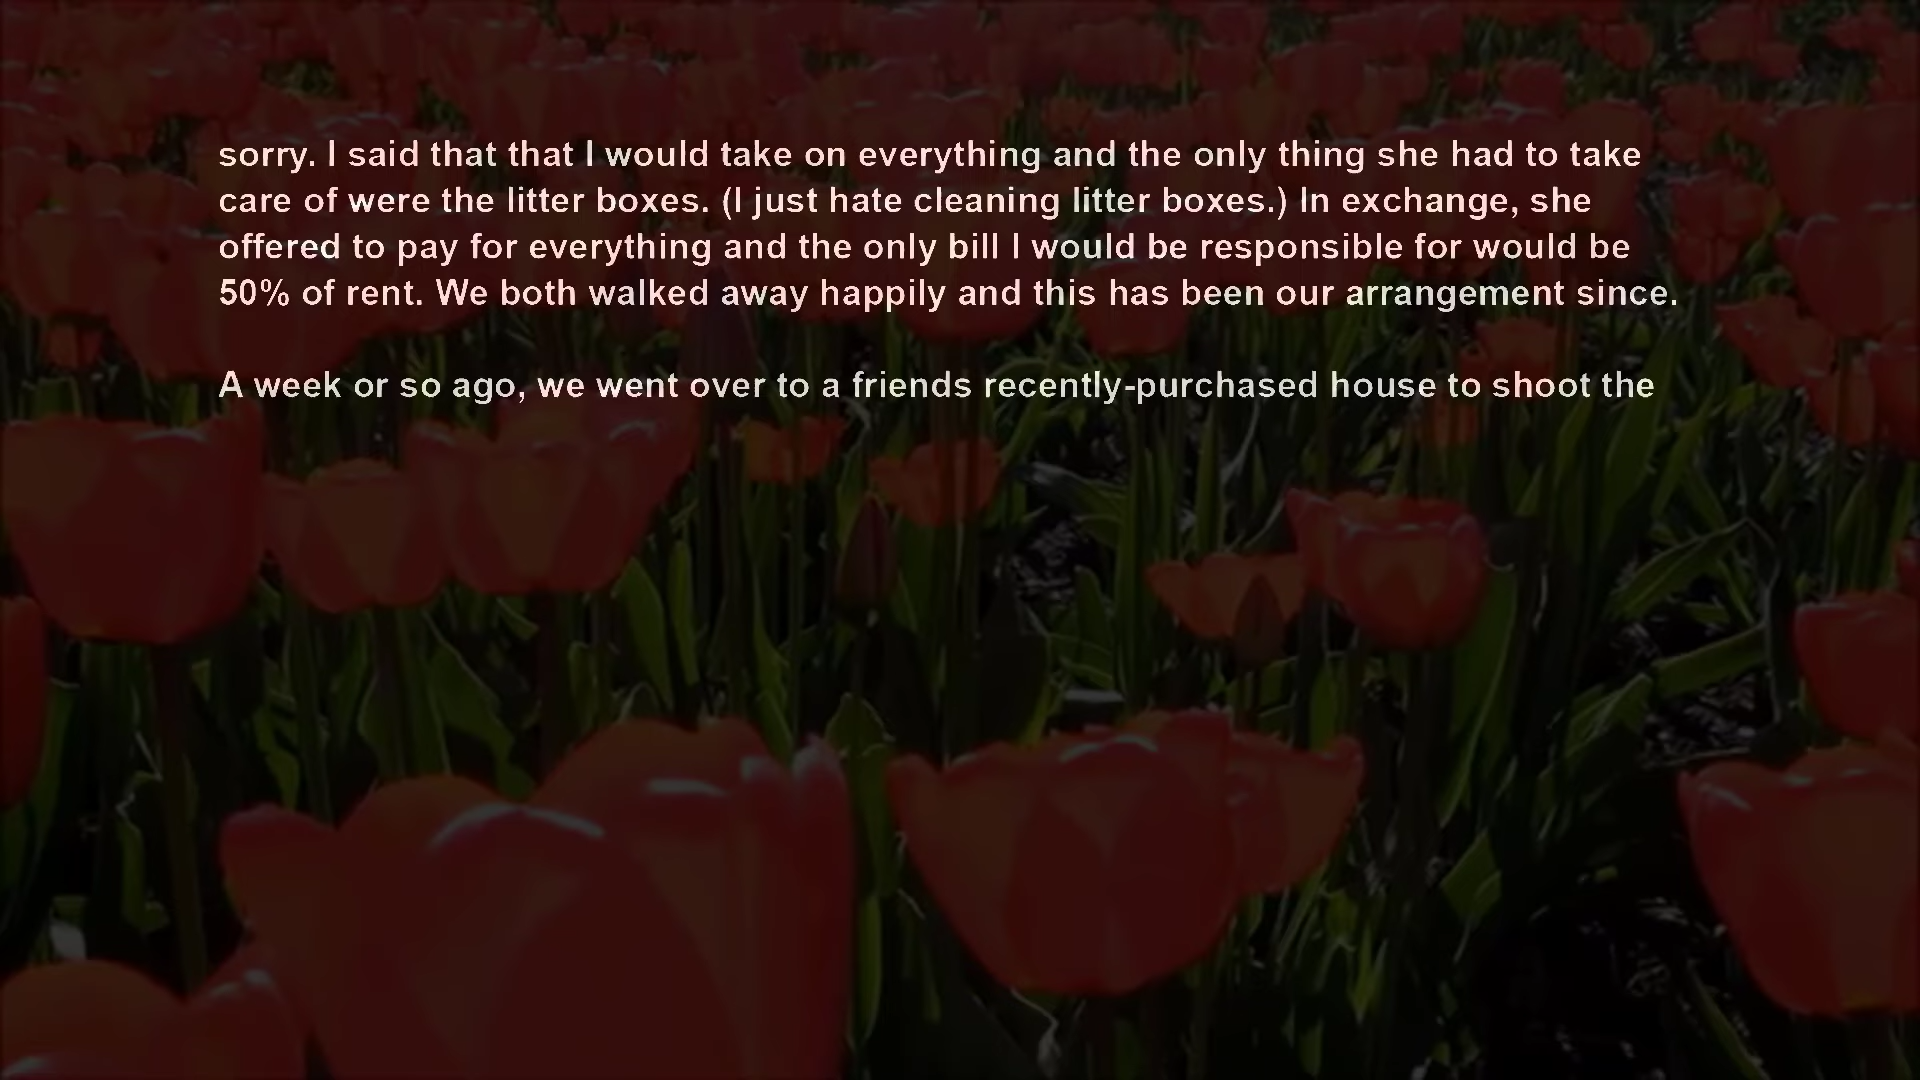 sorry. I said that that I would take on everything and the only thing she had to take
care of were the litter boxes. (I just hate cleaning litter boxes.) In exchange, she
offered to pay for everything and the only bill I would be responsible for would be
50% of rent. We both walked away happily and this has been our arrangement since.
A week or so ago, we went over to a friends recently-purchased house to shoot the